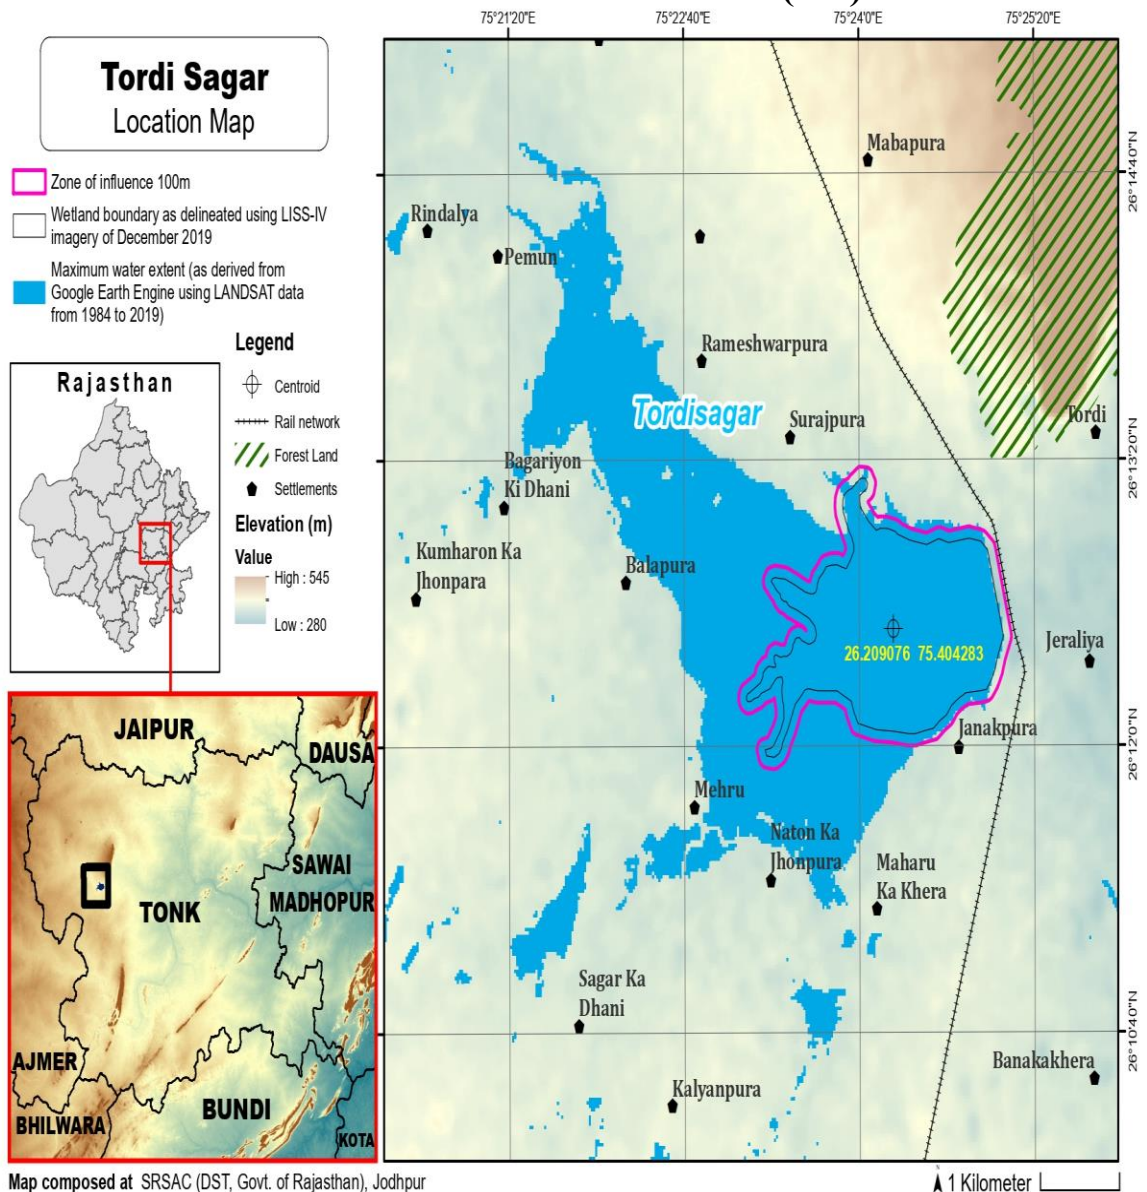 75°21'20"E
75°22'40"E
75°24'0"E
75°25'20"E
Tordi Sagar
Location Map
Zone of influence 100m
Wetland boundary as delineated using LISS-IV
imagery of December 2019
Maximum water extent (as derived from
Google Earth Engine using LANDSAT data
from 1984 to 2019)
Legend
Centroid
Rail network
Forest Land
Settlements
Elevation (m)
Value
High : 545
Low : 280
Rajasthan
JAIPUR
DAUSA
SAWAI
MADHOPUR
TONK
AJMER
BHILWARA
BUNDI
KOTA
Mabapura
26°14'40"N
Rindalya
Pemun
Rameshwarpura
Tordisagar
Surajpura
Tordi
26°13'20"N
Bagariyon
Ki Dhani
Kumharon Ka
Jhonpara
Balapura
26.209076 75.404283
Jeraliya
Janakpura
26°12'0"N
Mehru
Naton Ka
Jhonpura
Maharu
Ka Khera
Sagar Ka
Dhani
26°10'40"N
Banakakhera
Kalyanpura
Map composed at SRSAC (DST, Govt. of Rajasthan), Jodhpur
1 Kilometer